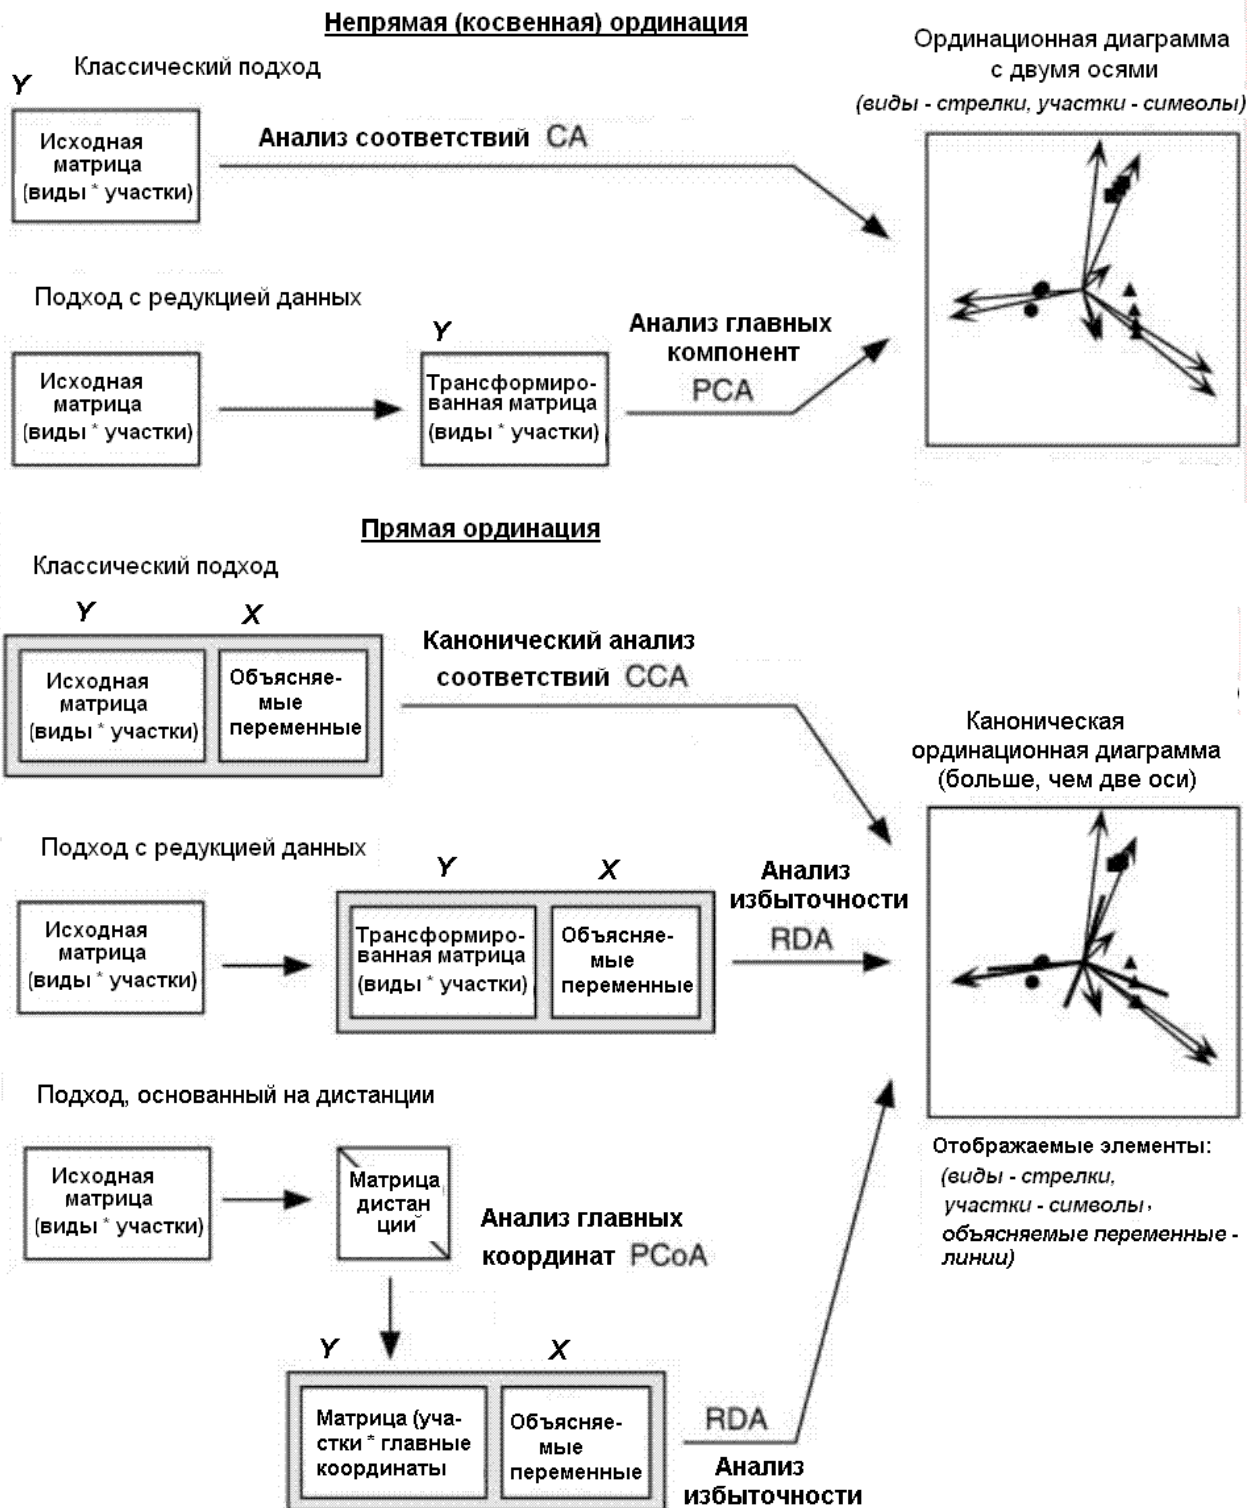 Непрямая (косвенная) ординация
Классический подход
Y
Исходная
матрица
(виды * участки)
Анализ соответствий CA
Ординационная диаграмма
с двумя осями
(виды - стрелки, участки - символы)
Подход с редукцией данных
Исходная
матрица
(виды * участки)
Y
Трансформиро-
ванная матрица
(виды * участки)
Анализ главных
компонент
PCA
Прямая ординация
Классический подход
Y
X
Исходная
матрица
(виды * участки)
Объясняе-
мые
переменные
Канонический анализ
соответствий CCA
Каноническая
ординационная диаграмма
(больше, чем две оси)
Подход с редукцией данных
Исходная
матрица
(виды * участки)
Y
X
Трансформиро-
ванная матрица
(виды * участки)
Объясняе-
мые
переменные
Анализ
избыточности
RDA
Подход, основанный на дистанции
Исходная
матрица
(виды * участки)
Матрица
дистан
ций
Анализ главных
координат PCoA
Отображаемые элементы:
(виды - стрелки,
участки - символы,
объясняемые переменные -
линии)
Y
X
Матрица (уча-
стки * главные
координаты
Объясняе-
мые
переменные
RDA
Анализ
избыточности